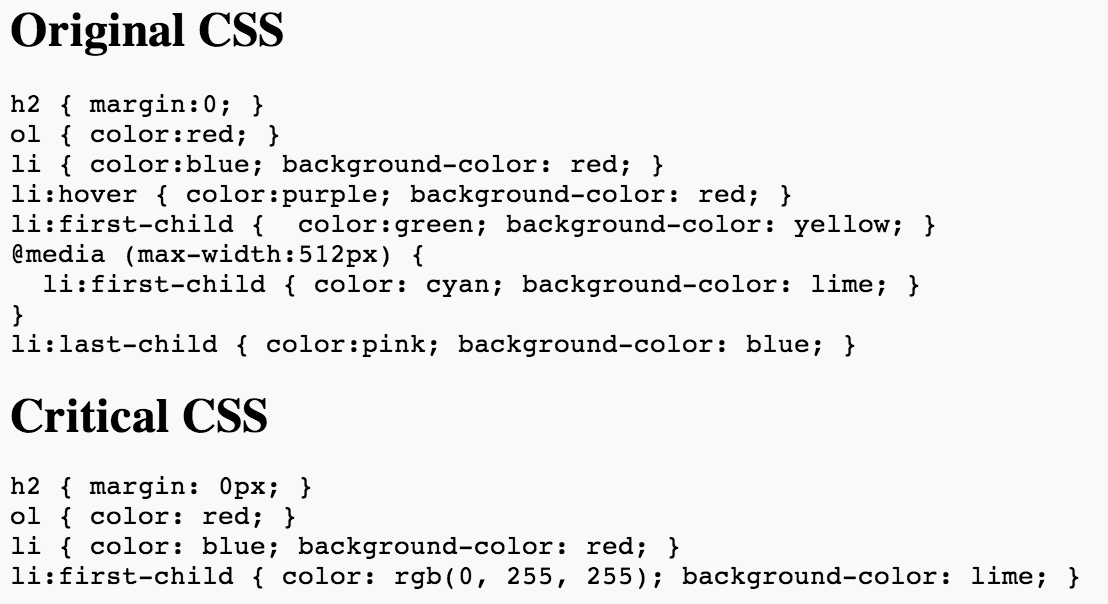 Original CSS
h2 { margin:0; }
ol { color:red; }
li { color:blue; background-color: red; }
li:hover { color:purple; background-color: red; }
li:first-child {  color:green; background-color: yellow; }
@media (max-width:512px) {
  li:first-child { color: cyan; background-color: lime; }
}
li:last-child { color:pink; background-color: blue; }
Critical CSS
h2 { margin: 0px; }
ol { color: red; }
li { color: blue; background-color: red; }
li:first-child { color: rgb(0, 255, 255); background-color: lime; }